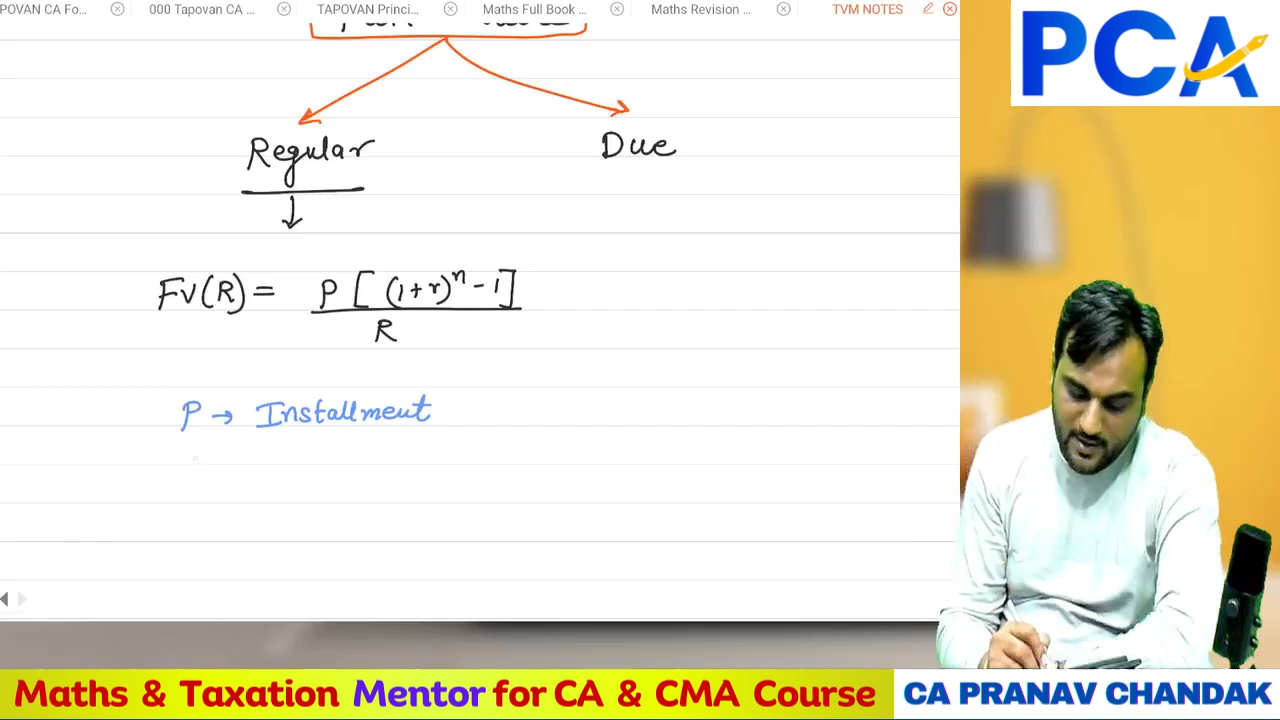 POVAN CA Fo...
000 Tapovan CA ...
TAPOVAN Princi...
Maths Full Book ...
Maths Revision ...
TVM NOTES
PCA
Regular
Due
FV(R) = P [ (1+r)^n - 1]
R
P → Installment
Maths & Taxation Mentor for CA & CMA Course
CA PRANAV CHANDAK